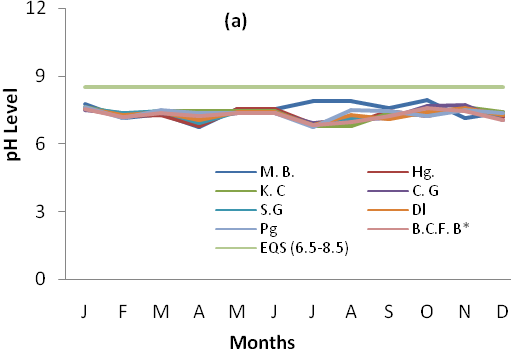 (a)
pH Level
12
9
6
3
0
M. B.
Hg.
K. C
C. G
S.G
Dl
Pg
B.C.F. B*
EQS (6.5-8.5)
J F M A M J J A S O N D
Months